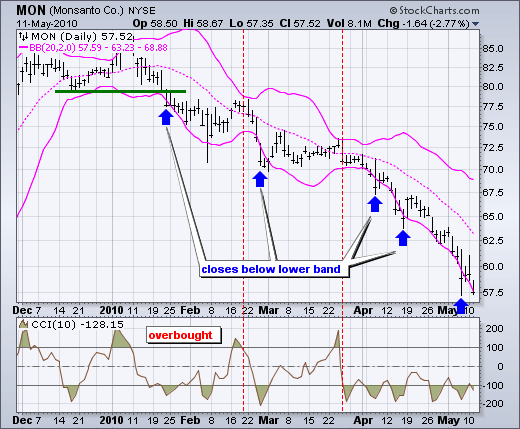 © StockCharts.com
MON (Monsanto Co.) NYSE
11-May-2010 Op 58.50 Hi 58.67 Lo 57.35 Cl 57.52 Vol 8.1M Chg -1.64 (-2.77%)
MON (Daily) 57.52
BB(20,2.0) 57.59 - 63.23 - 68.88
85.0
82.5
80.0
77.5
75.0
72.5
70.0
67.5
65.0
62.5
60.0
57.5
closes below lower band
Dec 7 14 21 28 2010 11 19 25 Feb 8 16 22 Mar 8 15 22 29 Apr 12 19 26 May 10
CCI(10) -128.15
overbought
200
100
0
-100
-200
Dec 7 14 21 28 2010 11 19 25 Feb 8 16 22 Mar 8 15 22 29 Apr 12 19 26 May 10